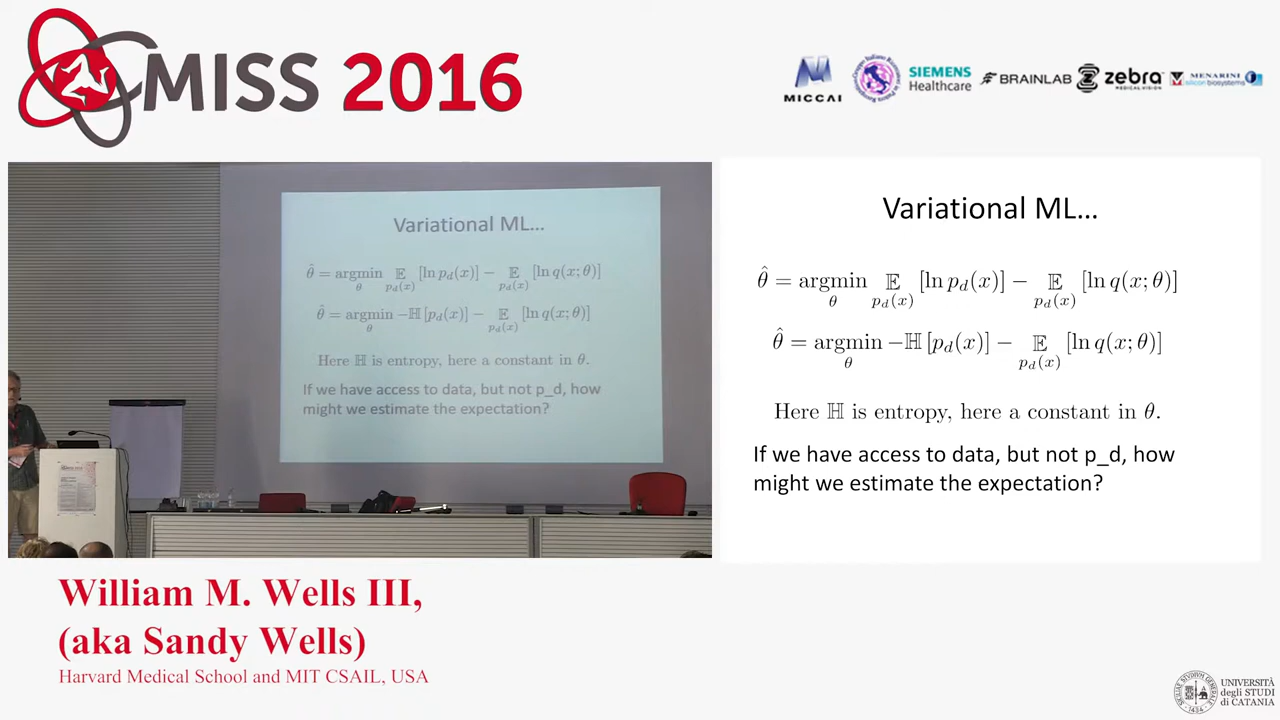 MISS 2016
MICCAI
SIEMENS
Healthcare
BRAINLAB
zebra
MEDICAL VISION
MENARINI
silicon biosystems
Variational ML...
θ̂ = argmin_θ 𝔼_{p_d(x)} [ln p_d(x)] − 𝔼_{p_d(x)} [ln q(x; θ)]
θ̂ = argmin_θ −ℍ [p_d(x)] − 𝔼_{p_d(x)} [ln q(x; θ)]
Here ℍ is entropy, here a constant in θ.
If we have access to data, but not p_d, how
might we estimate the expectation?
Variational ML...
θ̂ = argmin_θ 𝔼_{p_d(x)} [ln p_d(x)] − 𝔼_{p_d(x)} [ln q(x; θ)]
θ̂ = argmin_θ −ℍ [p_d(x)] − 𝔼_{p_d(x)} [ln q(x; θ)]
Here ℍ is entropy, here a constant in θ.
If we have access to data, but not p_d, how
might we estimate the expectation?
William M. Wells III,
(aka Sandy Wells)
Harvard Medical School and MIT CSAIL, USA
UNIVERSITÀ
degli STUDI
di CATANIA